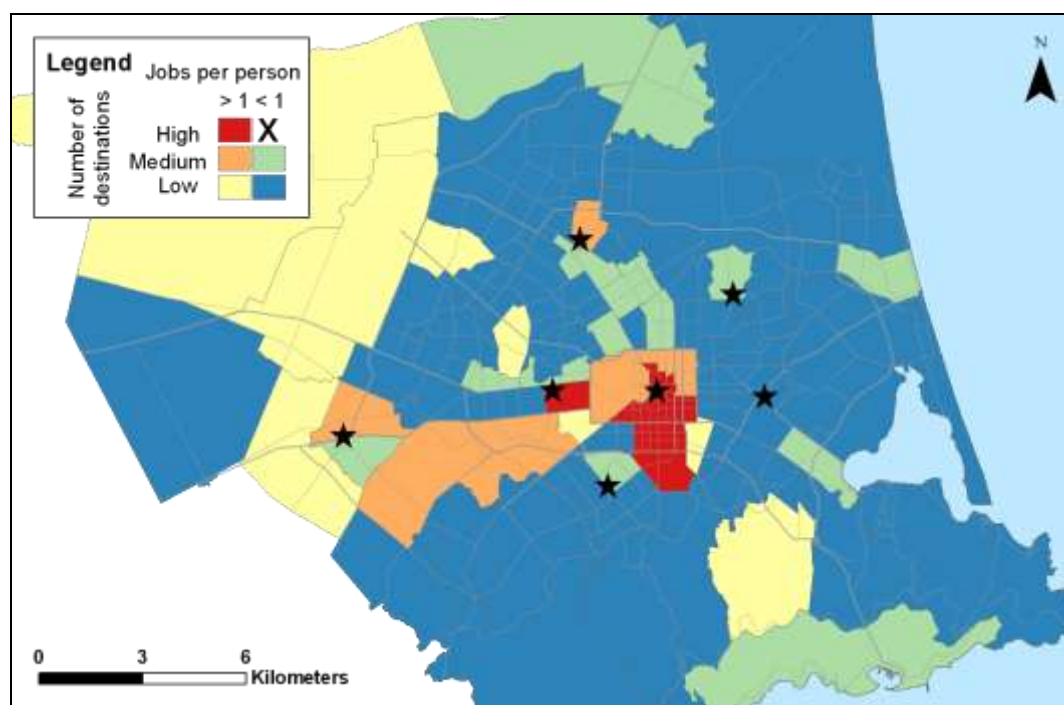 Legend
Jobs per person
> 1 < 1
Number of
destinations
High X
Medium
Low
N
0 3 6
Kilometers